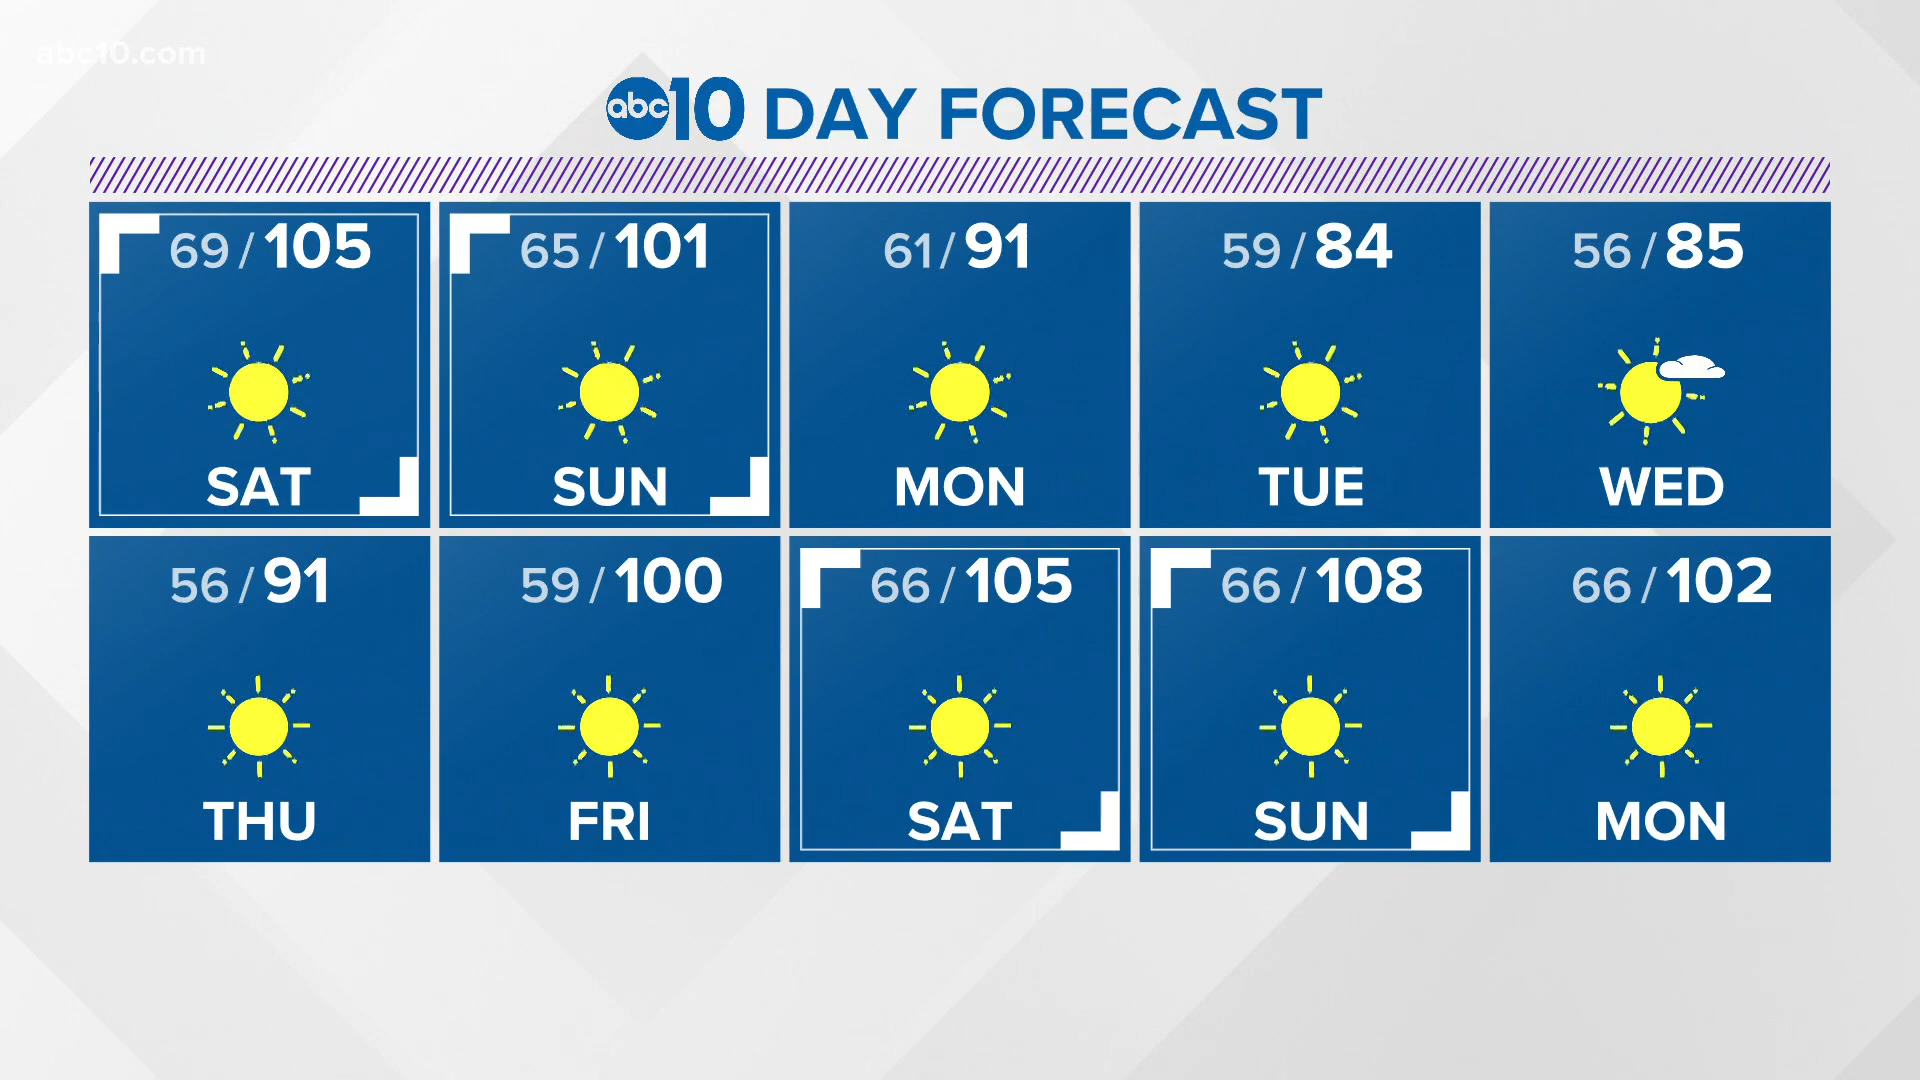 abc10.com
abc10 DAY FORECAST
69/105 65/101 61/91 59/84 56/85
SAT SUN MON TUE WED
56/91 59/100 66/105 66/108 66/102
THU FRI SAT SUN MON